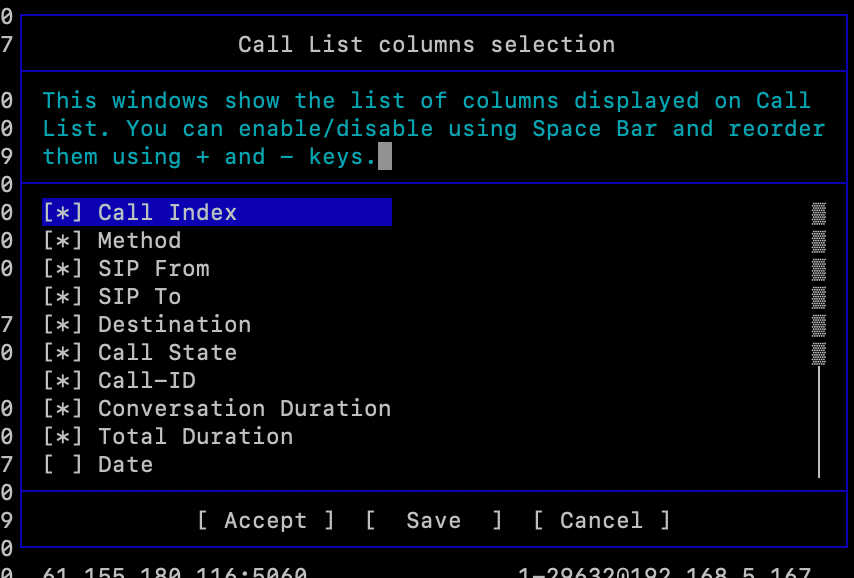 0
7 Call List columns selection
0 This windows show the list of columns displayed on Call
0 List. You can enable/disable using Space Bar and reorder
9 them using + and - keys.
0
0 [*] Call Index
0 [*] Method
0 [*] SIP From
[*] SIP To
7 [*] Destination
0 [*] Call State
[*] Call-ID
0 [*] Conversation Duration
0 [*] Total Duration
7 [ ] Date
0
9 [ Accept ] [ Save ] [ Cancel ]
0
61.155.180.116:5060 1-29632@192.168.5.167